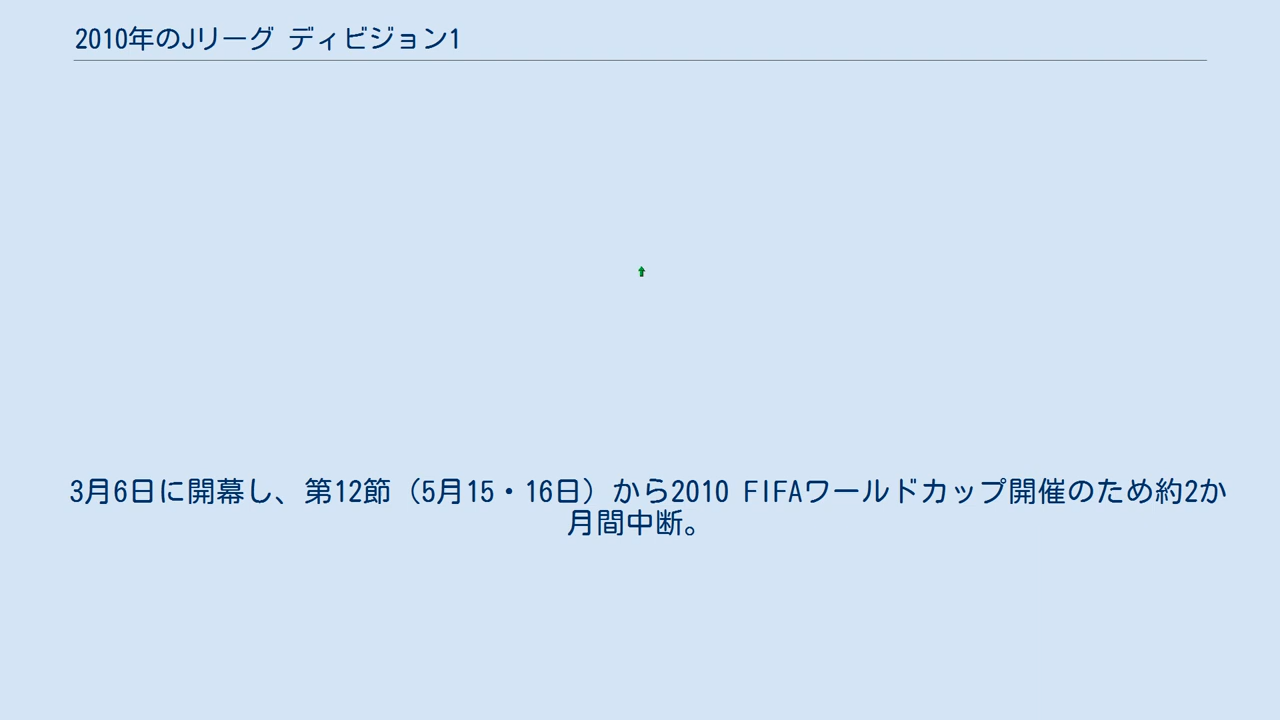 2010年のJリーグ ディビジョン1
3月6日に開幕し、第12節（5月15・16日）から2010 FIFAワールドカップ開催のため約2か
月間中断。